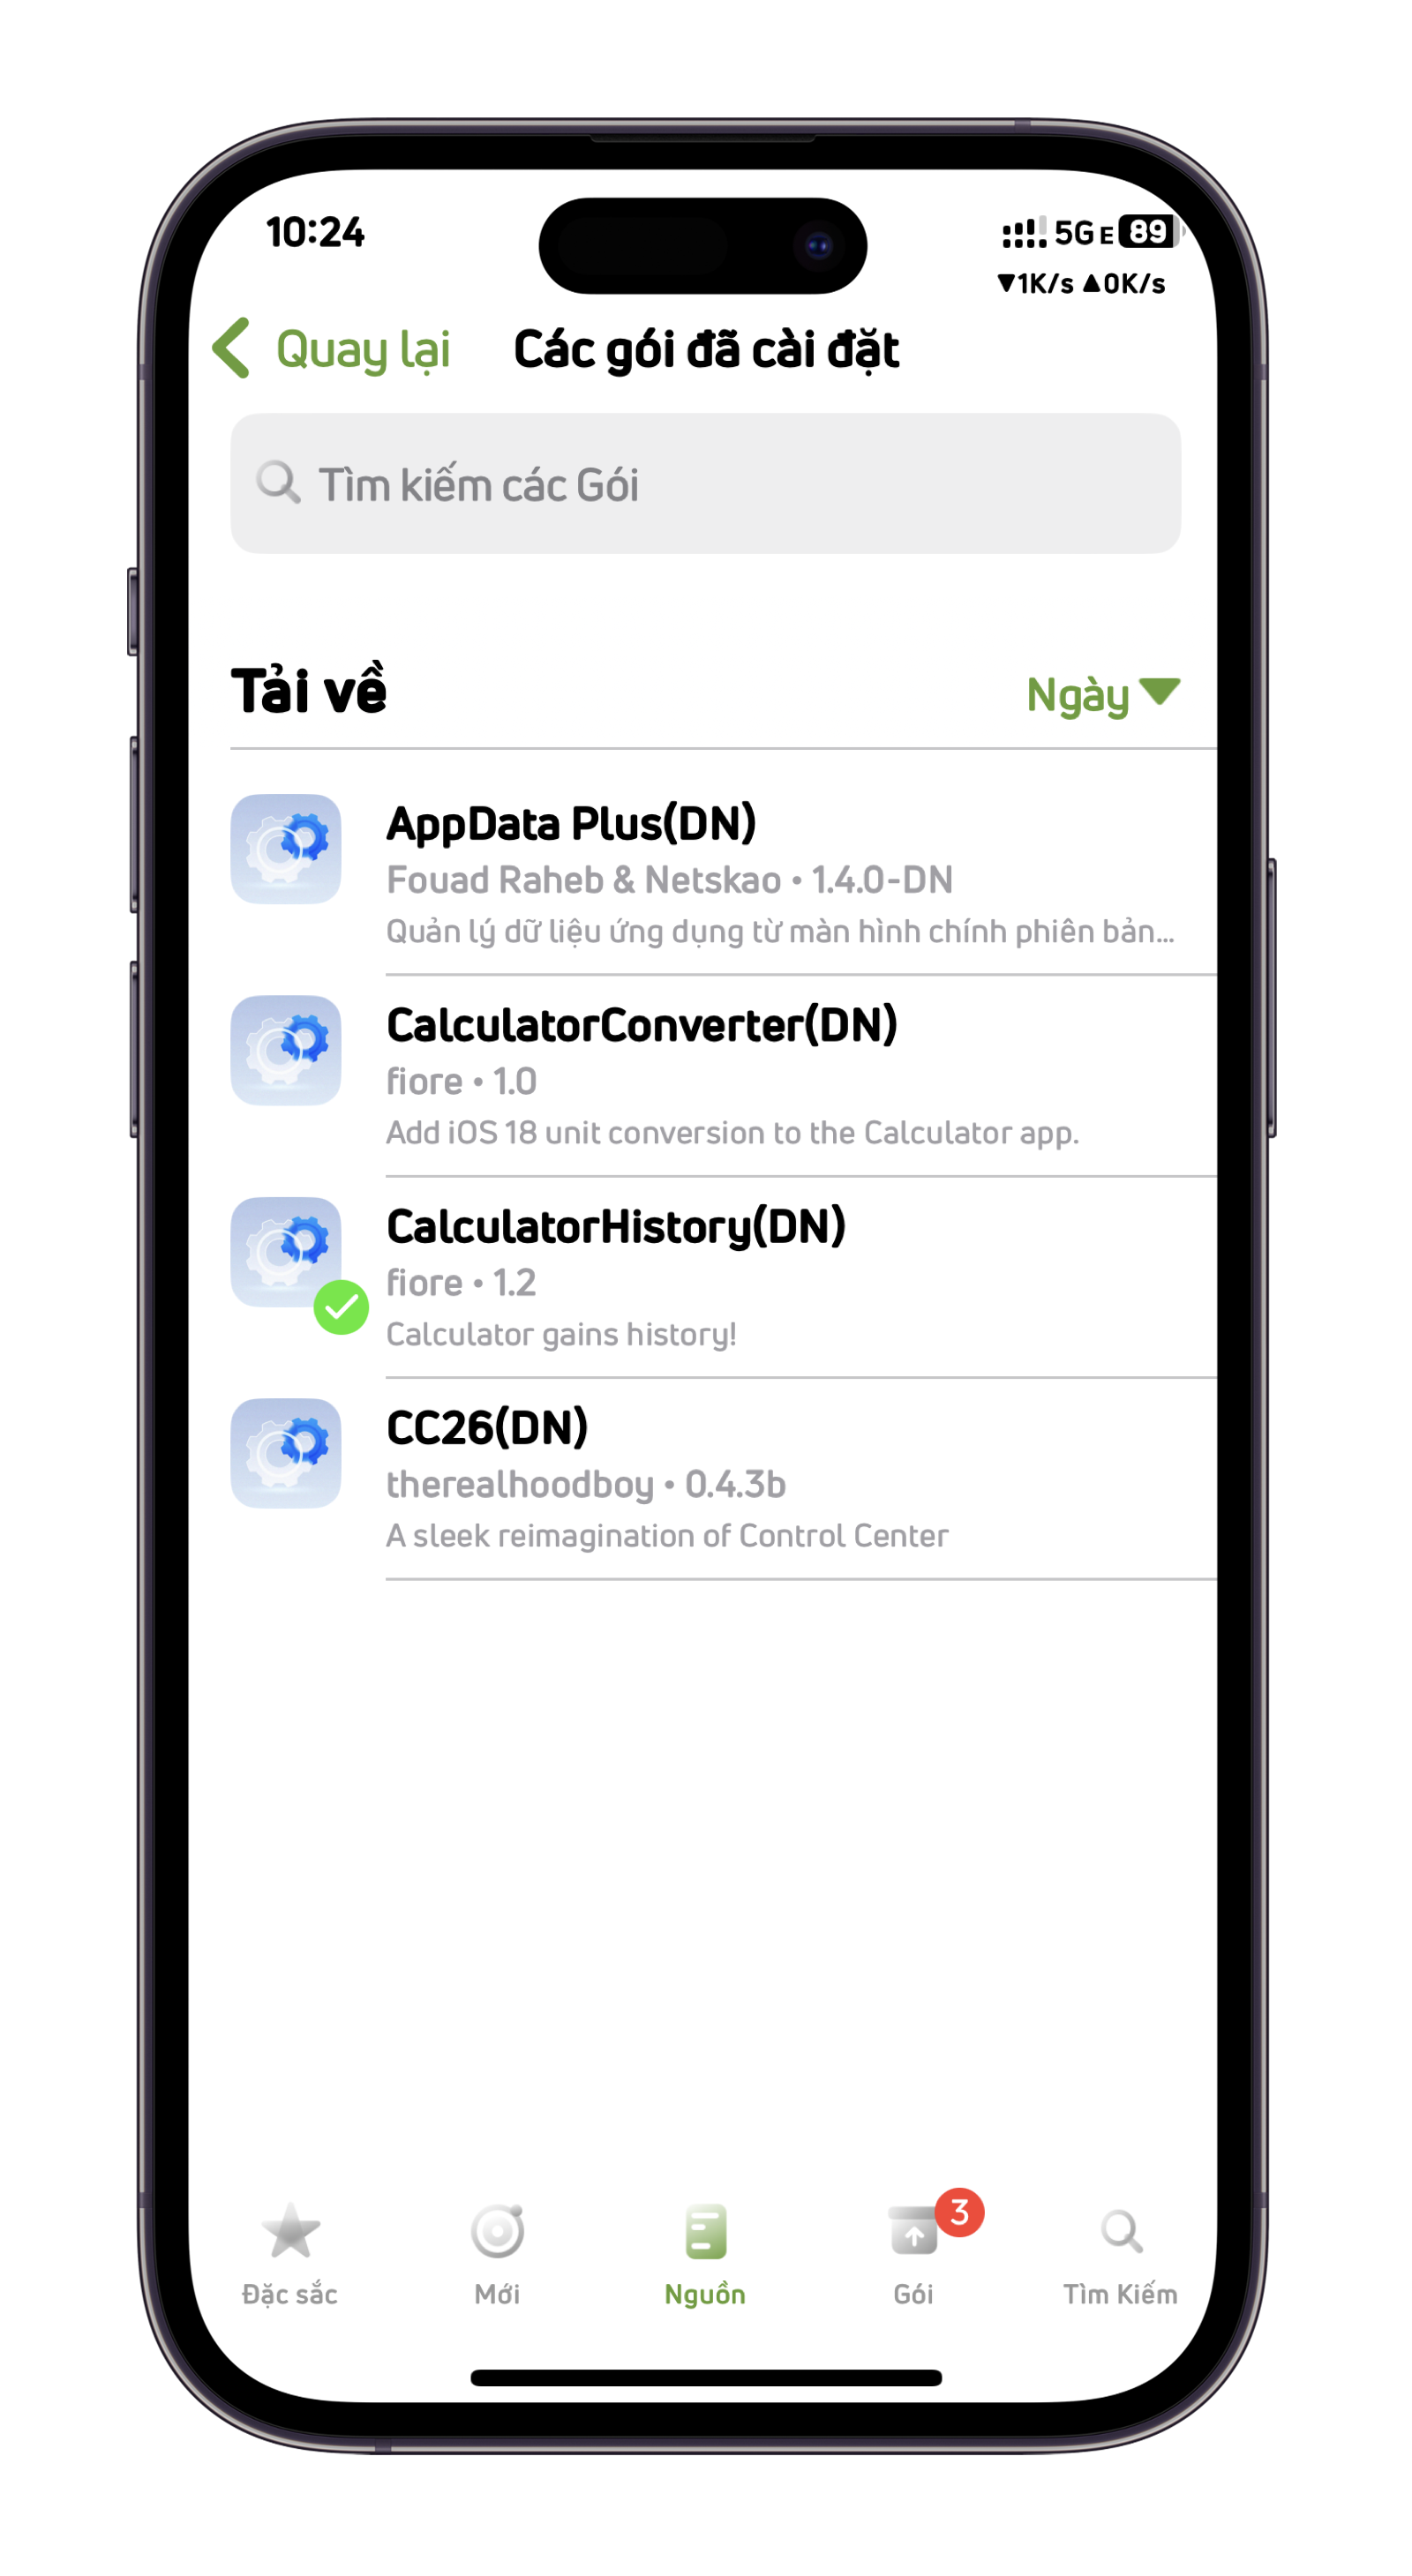 10:24
5G E 89
▼1K/s ▲0K/s
Quay lại
Các gói đã cài đặt
Tìm kiếm các Gói
Tải về
Ngày
AppData Plus(DN)
Fouad Raheb & Netskao • 1.4.0-DN
Quản lý dữ liệu ứng dụng từ màn hình chính phiên bản...
CalculatorConverter(DN)
fiore • 1.0
Add iOS 18 unit conversion to the Calculator app.
CalculatorHistory(DN)
fiore • 1.2
Calculator gains history!
CC26(DN)
therealhoodboy • 0.4.3b
A sleek reimagination of Control Center
3
Đặc sắc
Mới
Nguồn
Gói
Tìm Kiếm